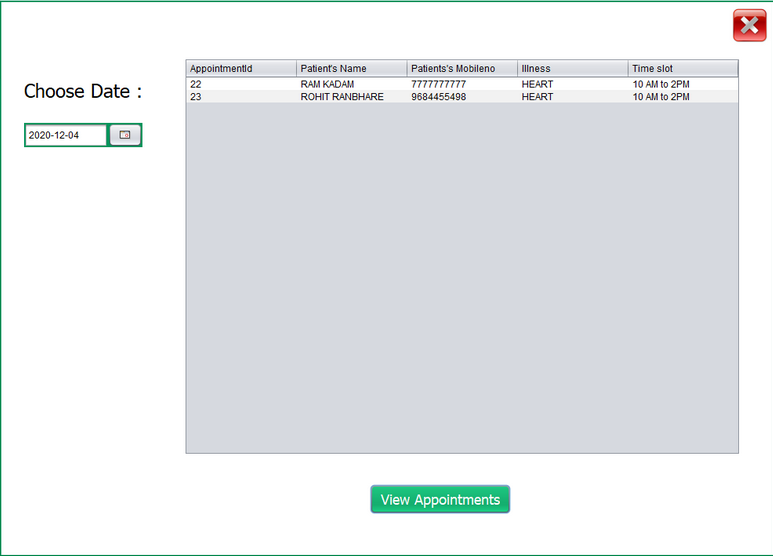 AppointmentId Patient's Name Patients's Mobileno Illness Time slot
22 RAM KADAM 7777777777 HEART 10 AM to 2PM
23 ROHIT RANBHARE 9684455498 HEART 10 AM to 2PM
Choose Date :
2020-12-04
View Appointments